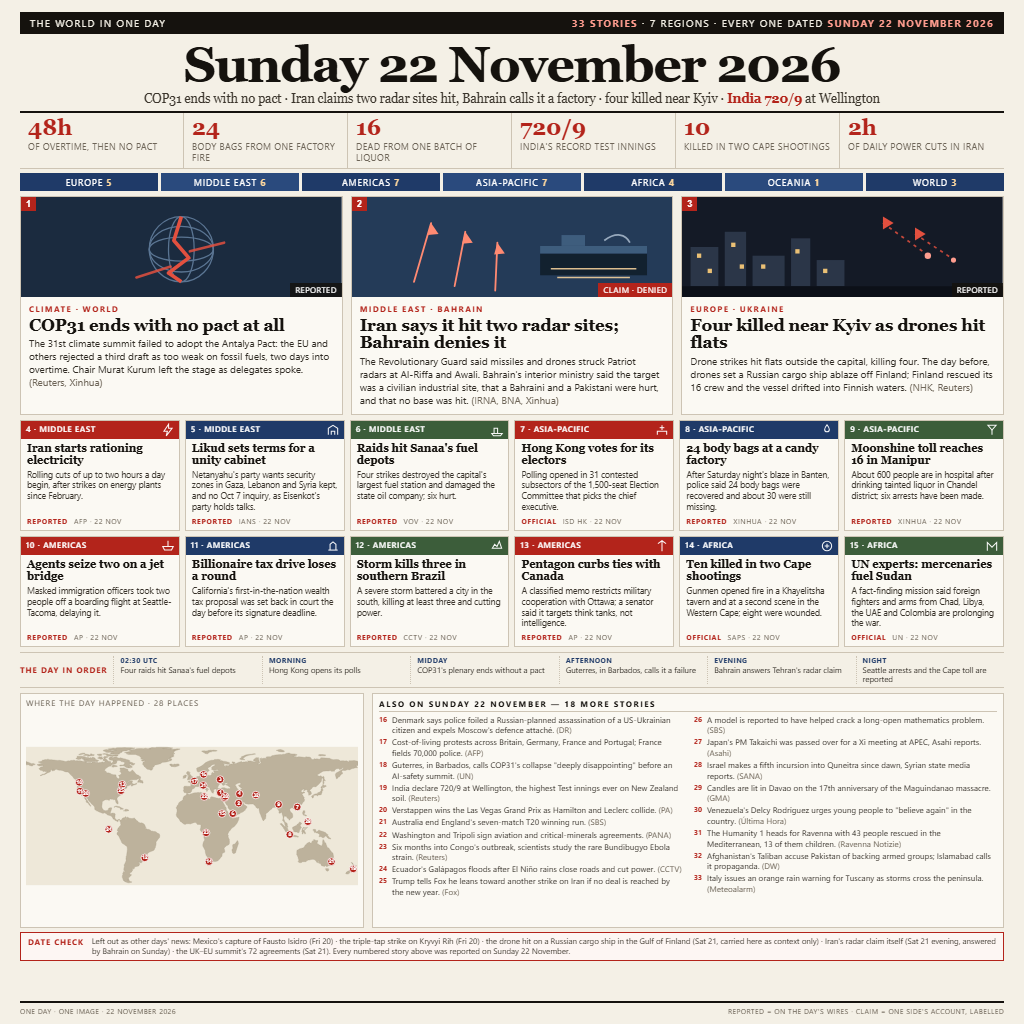 THE WORLD IN ONE DAY
33 STORIES · 7 REGIONS · EVERY ONE DATED SUNDAY 22 NOVEMBER 2026
Sunday 22 November 2026
COP31 ends with no pact · Iran claims two radar sites hit, Bahrain calls it a factory · four killed near Kyiv · India 720/9 at Wellington
48h
OF OVERTIME, THEN NO PACT
24
BODY BAGS FROM ONE FACTORY
FIRE
16
DEAD FROM ONE BATCH OF
LIQUOR
720/9
INDIA'S RECORD TEST INNINGS
10
KILLED IN TWO CAPE SHOOTINGS
2h
OF DAILY POWER CUTS IN IRAN
EUROPE 5
MIDDLE EAST 6
AMERICAS 7
ASIA-PACIFIC 7
AFRICA 4
OCEANIA 1
WORLD 3
1
REPORTED
CLIMATE · WORLD
COP31 ends with no pact at all
The 31st climate summit failed to adopt the Antalya Pact: the EU and
others rejected a third draft as too weak on fossil fuels, two days into
overtime. Chair Murat Kurum left the stage as delegates spoke.
(Reuters, Xinhua)
2
CLAIM · DENIED
MIDDLE EAST · BAHRAIN
Iran says it hit two radar sites;
Bahrain denies it
The Revolutionary Guard said missiles and drones struck Patriot
radars at Al-Riffa and Awali. Bahrain's interior ministry said the target
was a civilian industrial site, that a Bahraini and a Pakistani were hurt,
and that no base was hit. (IRNA, BNA, Xinhua)
3
REPORTED
EUROPE · UKRAINE
Four killed near Kyiv as drones hit
flats
Drone strikes hit flats outside the capital, killing four. The day before,
drones set a Russian cargo ship ablaze off Finland; Finland rescued its
16 crew and the vessel drifted into Finnish waters. (NHK, Reuters)
4 · MIDDLE EAST
Iran starts rationing
electricity
Rolling cuts of up to two hours a day
begin, after strikes on energy plants
since February.
REPORTED AFP · 22 NOV
5 · MIDDLE EAST
Likud sets terms for a
unity cabinet
Netanyahu's party wants security
zones in Gaza, Lebanon and Syria kept,
and no Oct 7 inquiry, as Eisenkot's
party holds talks.
REPORTED IANS · 22 NOV
6 · MIDDLE EAST
Raids hit Sanaa's fuel
depots
Four strikes destroyed the capital's
largest fuel station and damaged the
state oil company; six hurt.
REPORTED VOV · 22 NOV
7 · ASIA-PACIFIC
Hong Kong votes for its
electors
Polling opened in 31 contested
subsectors of the 1,500-seat Election
Committee that picks the chief
executive.
OFFICIAL ISD HK · 22 NOV
8 · ASIA-PACIFIC
24 body bags at a candy
factory
After Saturday night's blaze in Banten,
police said 24 body bags were
recovered and about 30 were still
missing.
REPORTED XINHUA · 22 NOV
9 · ASIA-PACIFIC
Moonshine toll reaches
16 in Manipur
About 600 people are in hospital after
drinking tainted liquor in Chandel
district; six arrests have been made.
REPORTED XINHUA · 22 NOV
10 · AMERICAS
Agents seize two on a jet
bridge
Masked immigration officers took two
people off a boarding flight at Seattle-
Tacoma, delaying it.
REPORTED AP · 22 NOV
11 · AMERICAS
Billionaire tax drive loses
a round
California's first-in-the-nation wealth
tax proposal was set back in court the
day before its signature deadline.
REPORTED AP · 22 NOV
12 · AMERICAS
Storm kills three in
southern Brazil
A severe storm battered a city in the
south, killing at least three and cutting
power.
REPORTED CCTV · 22 NOV
13 · AMERICAS
Pentagon curbs ties with
Canada
A classified memo restricts military
cooperation with Ottawa; a senator
said it targets think tanks, not
intelligence.
REPORTED AP · 22 NOV
14 · AFRICA
Ten killed in two Cape
shootings
Gunmen opened fire in a Khayelitsha
tavern and at a second scene in the
Western Cape; eight were wounded.
OFFICIAL SAPS · 22 NOV
15 · AFRICA
UN experts: mercenaries
fuel Sudan
A fact-finding mission said foreign
fighters and arms from Chad, Libya,
the UAE and Colombia are prolonging
the war.
OFFICIAL UN · 22 NOV
THE DAY IN ORDER
02:30 UTC
Four raids hit Sanaa's fuel depots
MORNING
Hong Kong opens its polls
MIDDAY
COP31's plenary ends without a pact
AFTERNOON
Guterres, in Barbados, calls it a failure
EVENING
Bahrain answers Tehran's radar claim
NIGHT
Seattle arrests and the Cape toll are
reported
WHERE THE DAY HAPPENED · 28 PLACES
ALSO ON SUNDAY 22 NOVEMBER — 18 MORE STORIES
16 Denmark says police foiled a Russian-planned assassination of a US-Ukrainian
citizen and expels Moscow's defence attaché. (DR)
17 Cost-of-living protests across Britain, Germany, France and Portugal; France
fields 70,000 police. (AFP)
18 Guterres, in Barbados, calls COP31's collapse "deeply disappointing" before an
AI-safety summit. (UN)
19 India declare 720/9 at Wellington, the highest Test innings ever on New Zealand
soil. (Reuters)
20 Verstappen wins the Las Vegas Grand Prix as Hamilton and Leclerc collide. (PA)
21 Australia end England's seven-match T20 winning run. (SBS)
22 Washington and Tripoli sign aviation and critical-minerals agreements. (PANA)
23 Six months into Congo's outbreak, scientists study the rare Bundibugyo Ebola
strain. (Reuters)
24 Ecuador's Galápagos floods after El Niño rains close roads and cut power. (CCTV)
25 Trump tells Fox he leans toward another strike on Iran if no deal is reached by
the new year. (Fox)
26 A model is reported to have helped crack a long-open mathematics problem.
(SBS)
27 Japan's PM Takaichi was passed over for a Xi meeting at APEC, Asahi reports.
(Asahi)
28 Israel makes a fifth incursion into Quneitra since dawn, Syrian state media
reports. (SANA)
29 Candles are lit in Davao on the 17th anniversary of the Maguindanao massacre.
(GMA)
30 Venezuela's Delcy Rodríguez urges young people to "believe again" in the
country. (Última Hora)
31 The Humanity 1 heads for Ravenna with 43 people rescued in the
Mediterranean, 13 of them children. (Ravenna Notizie)
32 Afghanistan's Taliban accuse Pakistan of backing armed groups; Islamabad calls
it propaganda. (DW)
33 Italy issues an orange rain warning for Tuscany as storms cross the peninsula.
(Meteoalarm)
DATE CHECK
Left out as other days' news: Mexico's capture of Fausto Isidro (Fri 20) · the triple-tap strike on Kryvyi Rih (Fri 20) · the drone hit on a Russian cargo ship in the Gulf of Finland (Sat 21, carried here as context only) · Iran's radar claim itself (Sat 21 evening, answered
by Bahrain on Sunday) · the UK–EU summit's 72 agreements (Sat 21). Every numbered story above was reported on Sunday 22 November.
ONE DAY · ONE IMAGE · 22 NOVEMBER 2026
REPORTED = ON THE DAY'S WIRES · CLAIM = ONE SIDE'S ACCOUNT, LABELLED